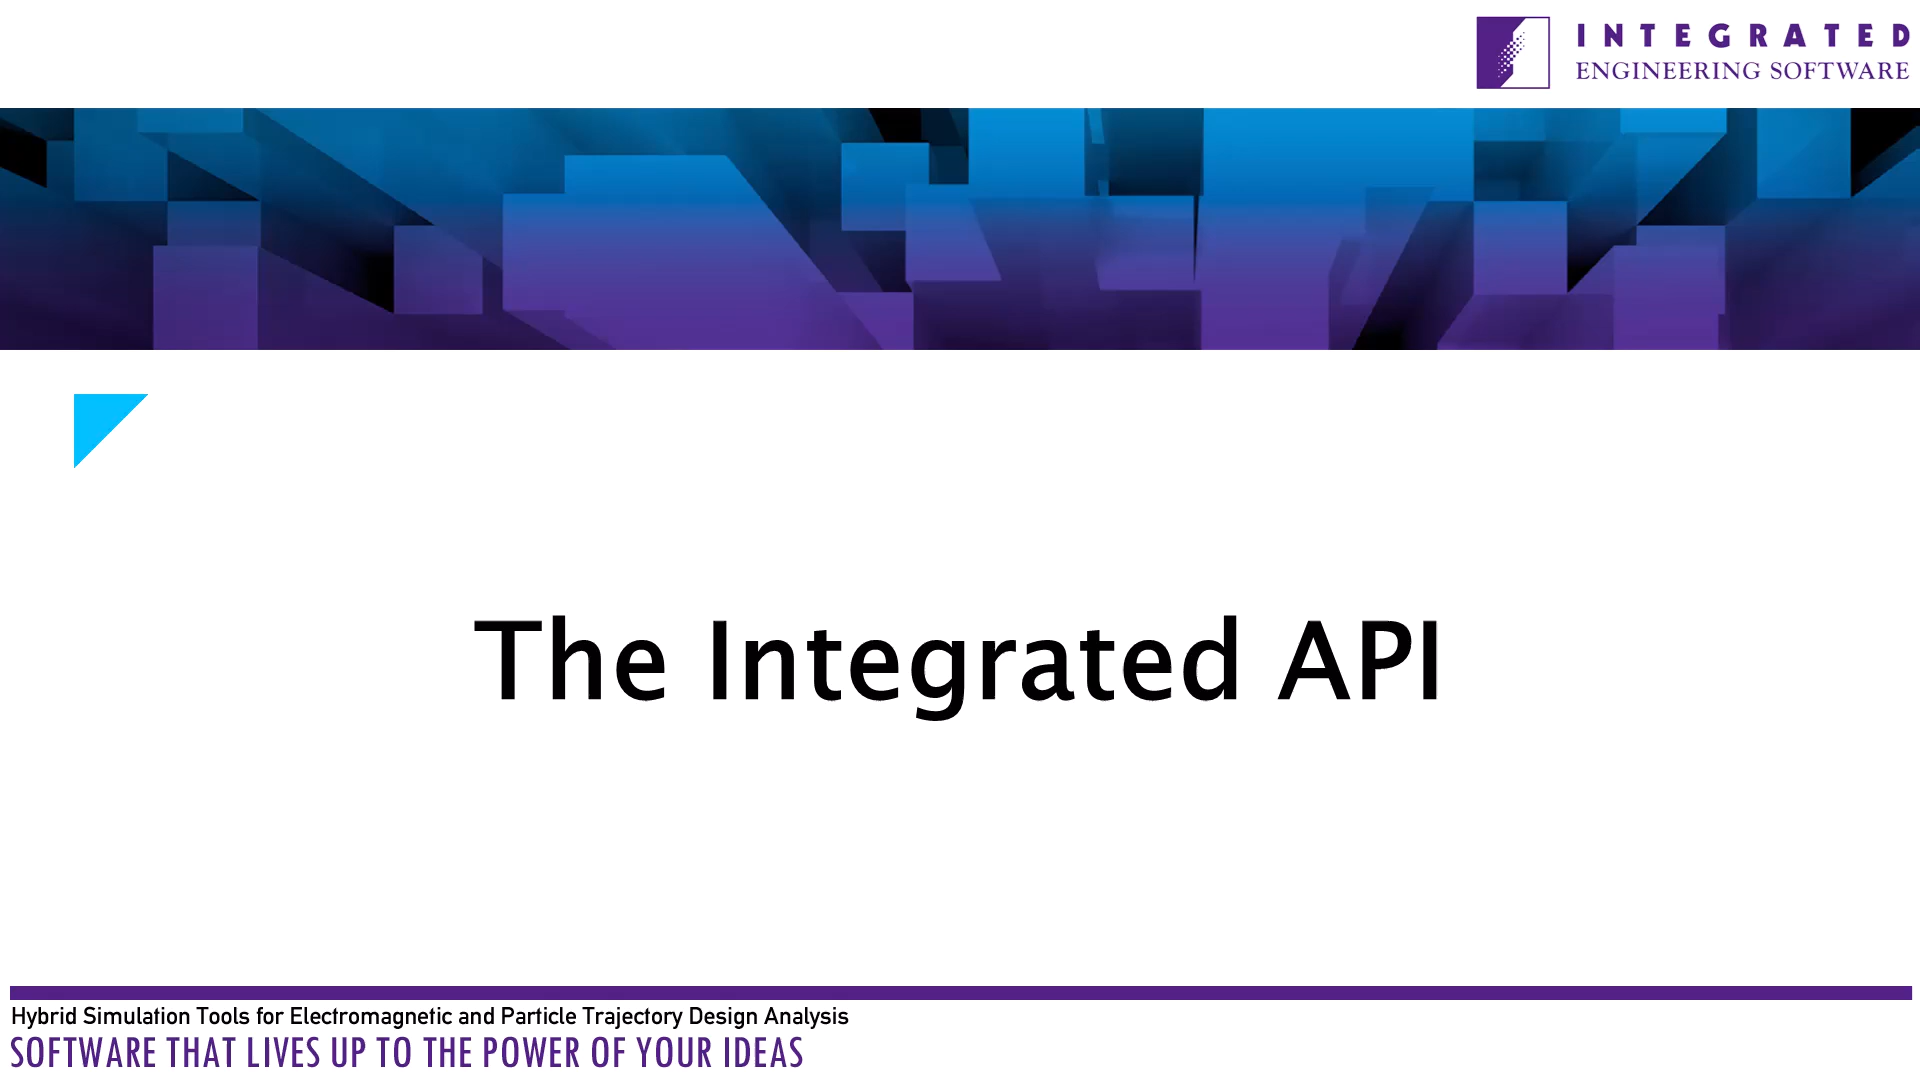 INTEGRATED
ENGINEERING SOFTWARE
The Integrated API
Hybrid Simulation Tools for Electromagnetic and Particle Trajectory Design Analysis
SOFTWARE THAT LIVES UP TO THE POWER OF YOUR IDEAS